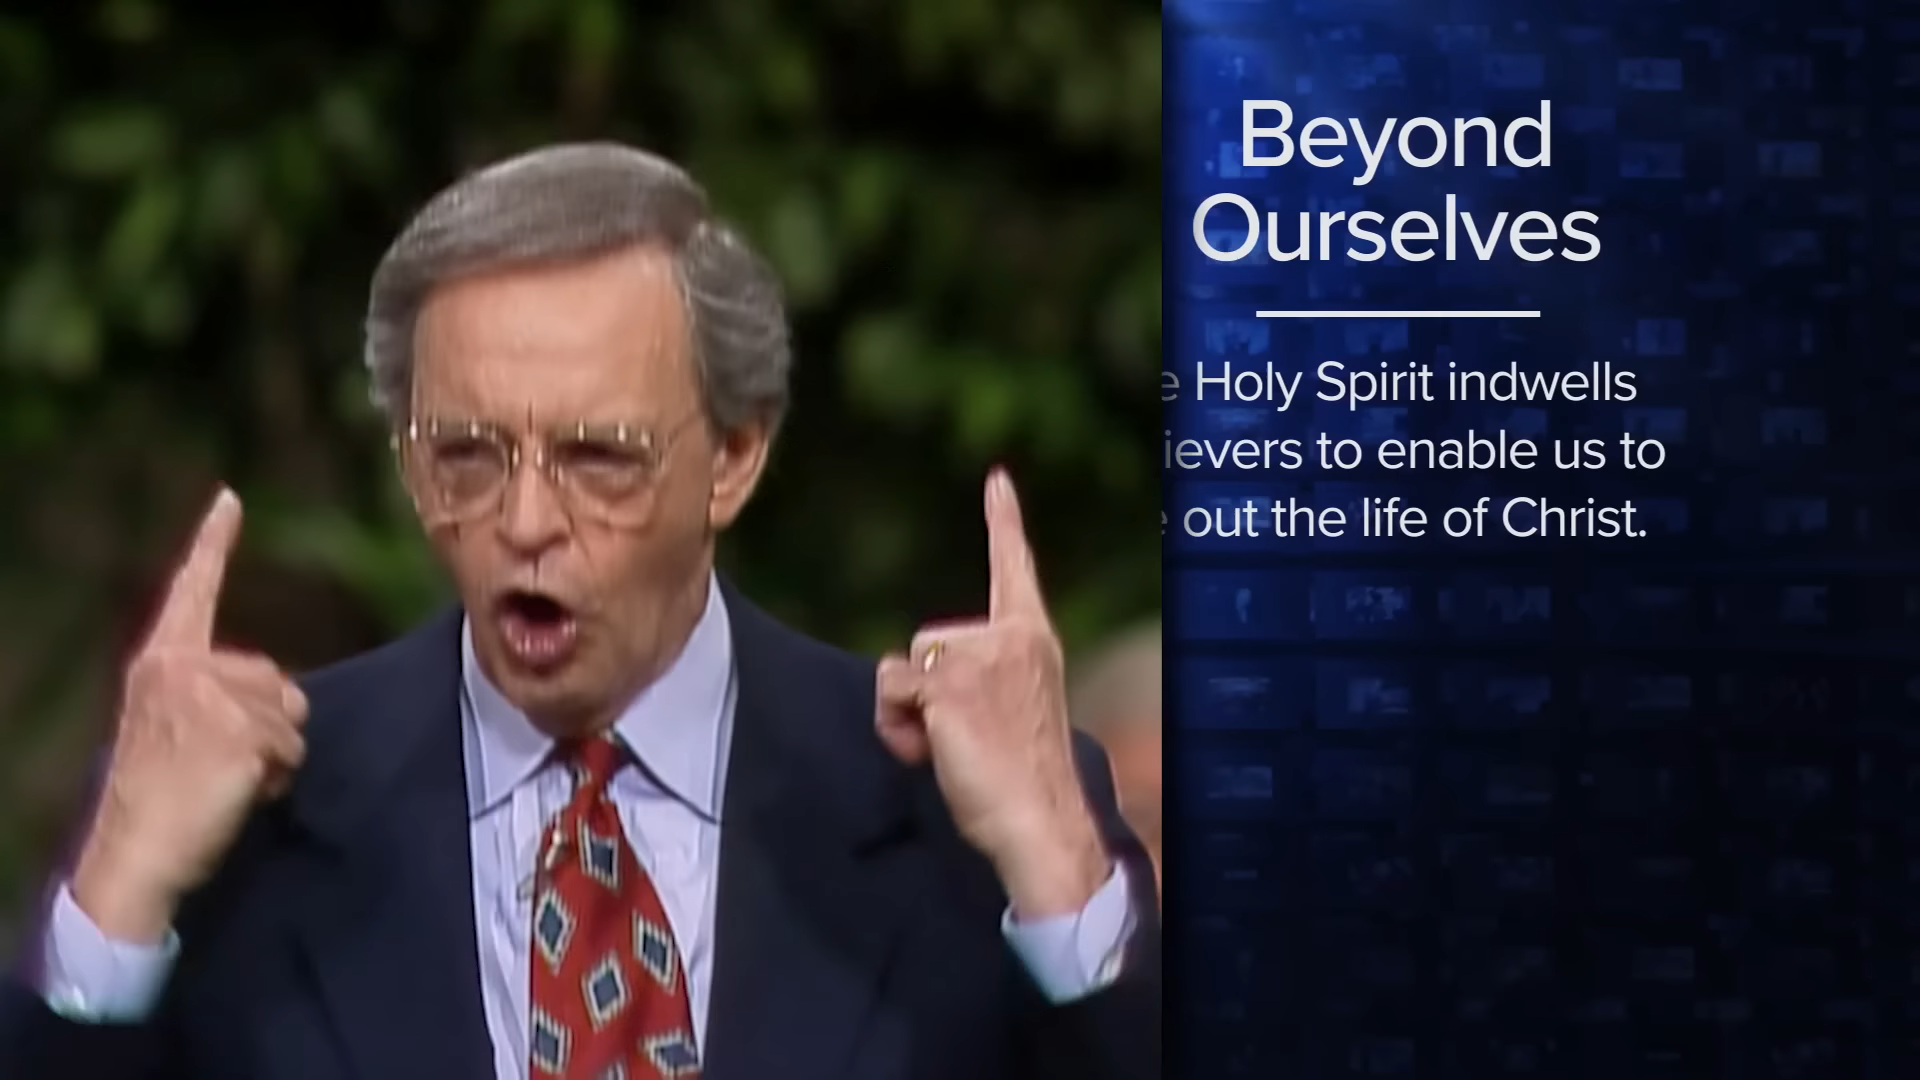 Beyond
Ourselves
e Holy Spirit indwells
ievers to enable us to
e out the life of Christ.